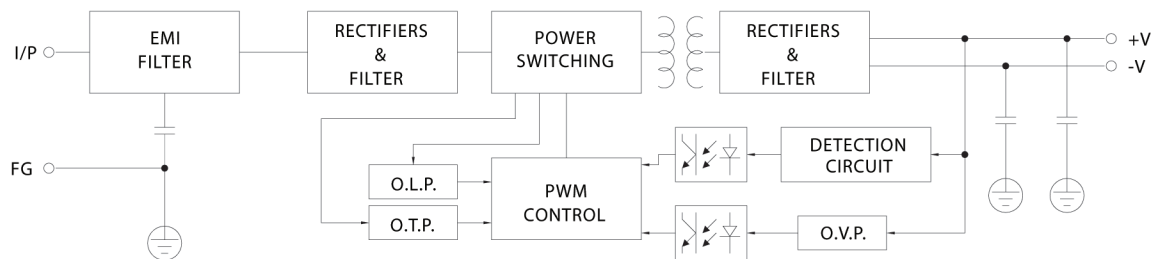 I/P
EMI
FILTER
RECTIFIERS
&
FILTER
POWER
SWITCHING
RECTIFIERS
&
FILTER
+V
-V
FG
O.L.P.
O.T.P.
PWM
CONTROL
DETECTION
CIRCUIT
O.V.P.